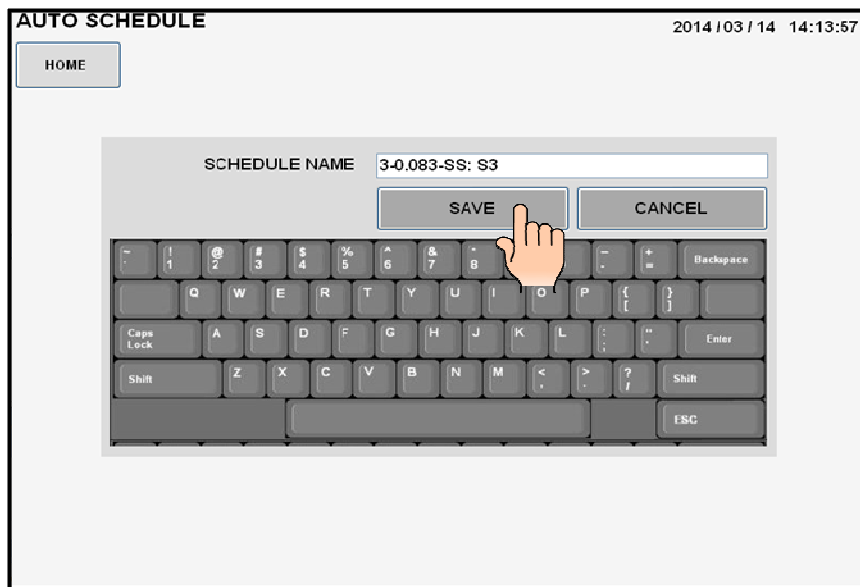 AUTO SCHEDULE
2014 / 03 / 14 14:13:57
HOME
SCHEDULE NAME 3-0.083-SS: S3
SAVE CANCEL
~ ! @ # $ % ^ & * - +
` 1 2 3 4 5 6 7 8 - = Backspace
Q W E R T Y U I O P { [ } ]
Caps Lock A S D F G H J K L : ; " ' Enter
Shift Z X C V B N M < , > . ? / Shift
ESC